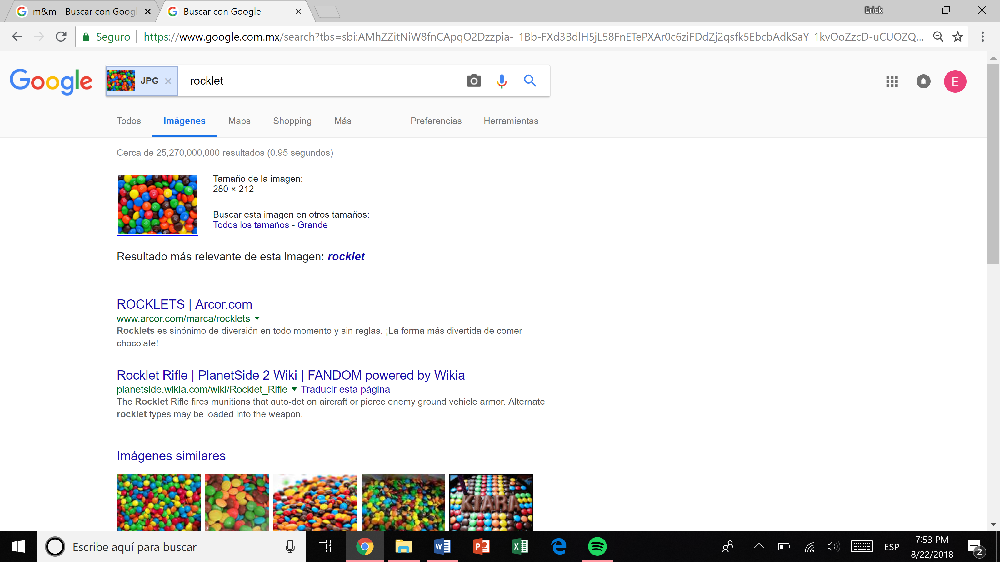 m&m - Buscar con Googl
Buscar con Google
Erick
Seguro
https://www.google.com.mx/search?tbs=sbi:AMhZZitNiW8fnCApqO2Dzzpia-_1Bb-FXd3BdlH5jL58FnETePXAr0c6ziFDdZj2qsfk5EbcbAdkSaY_1kvOoZzcD-uCUOZQ...
Google
JPG
rocklet
E
Todos
Imágenes
Maps
Shopping
Más
Preferencias
Herramientas
Cerca de 25,270,000,000 resultados (0.95 segundos)
Tamaño de la imagen:
280 × 212
Buscar esta imagen en otros tamaños:
Todos los tamaños - Grande
Resultado más relevante de esta imagen: rocklet
ROCKLETS | Arcor.com
www.arcor.com/marca/rocklets
Rocklets es sinónimo de diversión en todo momento y sin reglas. ¡La forma más divertida de comer
chocolate!
Rocklet Rifle | PlanetSide 2 Wiki | FANDOM powered by Wikia
planetside.wikia.com/wiki/Rocklet_Rifle Traducir esta página
The Rocklet Rifle fires munitions that auto-det on aircraft or pierce enemy ground vehicle armor. Alternate
rocklet types may be loaded into the weapon.
Imágenes similares
KIARA
Escribe aquí para buscar
ESP
7:53 PM
8/22/2018
2